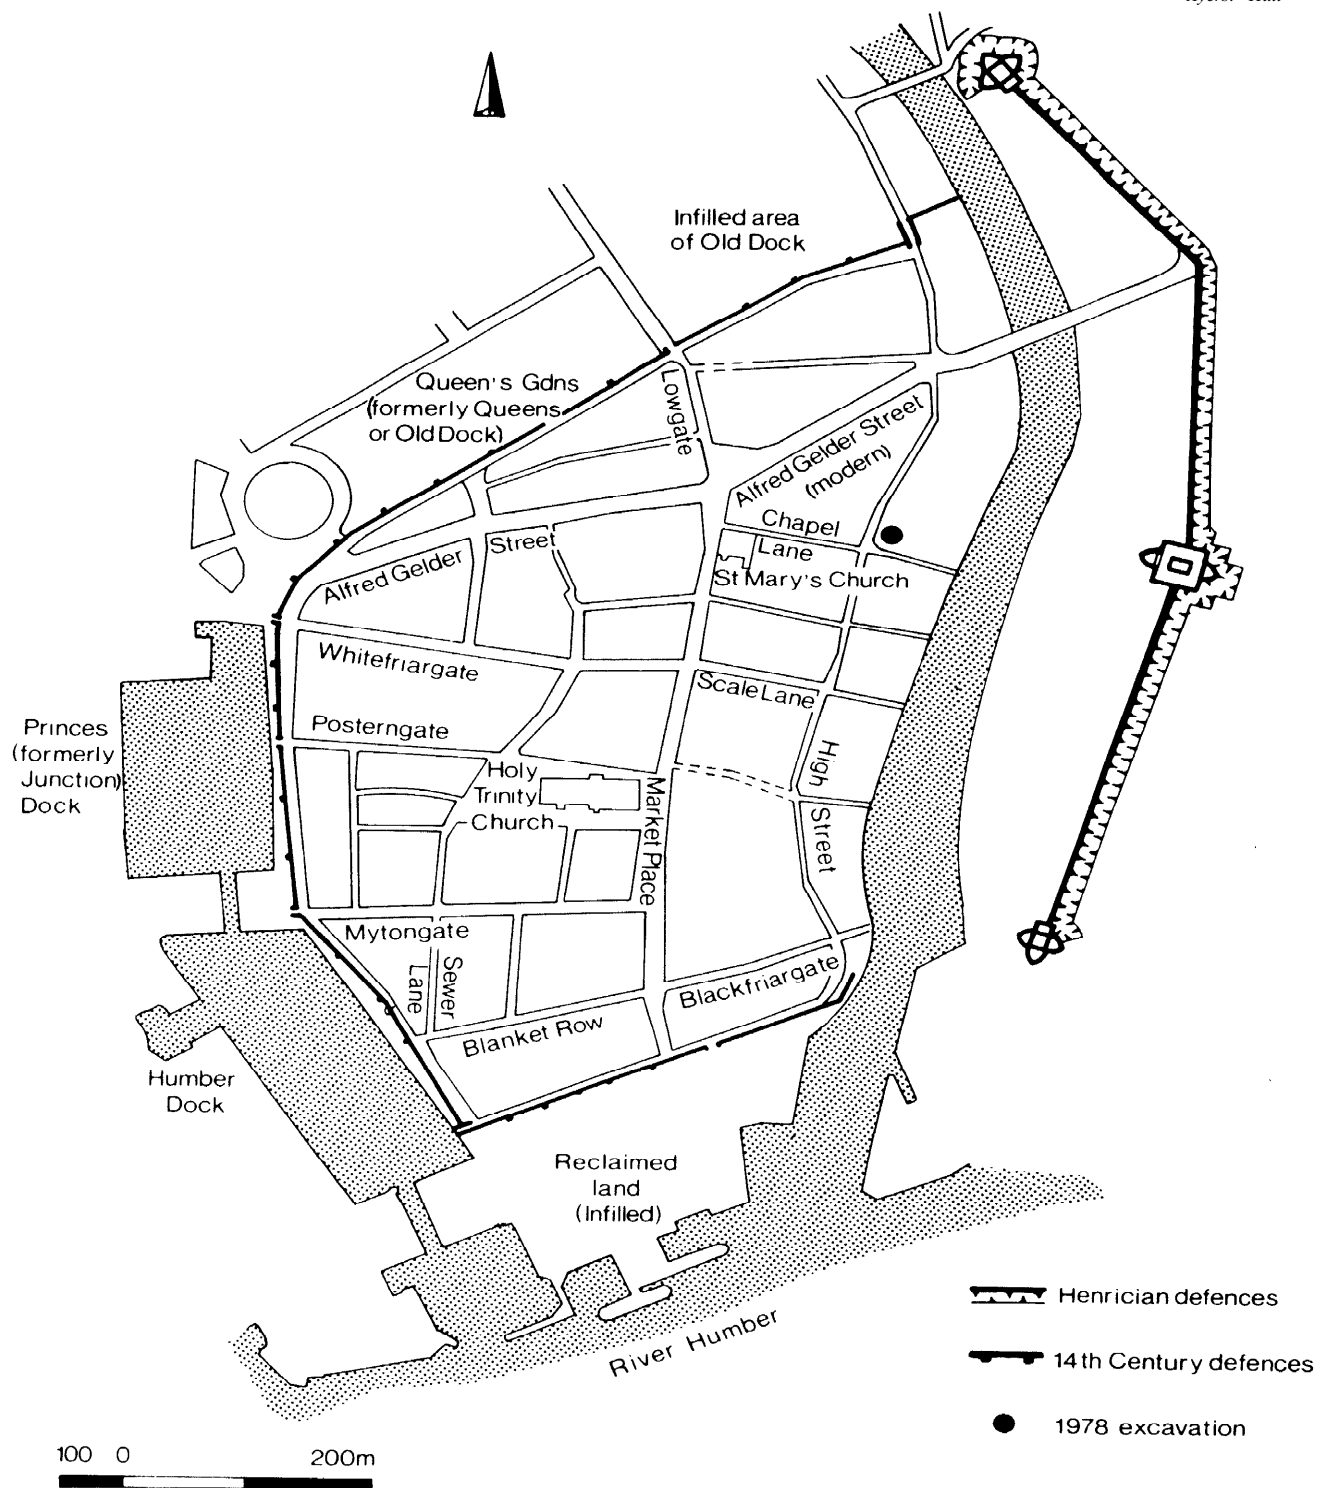 Infilled area
of Old Dock
Queen's Gdns
(formerly Queens
or Old Dock)
Lowgate
Alfred Gelder Street
(modern)
Chapel
Lane
St Mary's Church
Alfred Gelder
Street
Whitefriargate
Scale Lane
Posterngate
Princes
(formerly
Junction)
Dock
Holy
Trinity
Church
Market Place
High
Street
Mytongate
Sewer
Lane
Blackfriargate
Blanket Row
Humber
Dock
Reclaimed
land
(Infilled)
River Humber
Henrician defences
14th Century defences
1978 excavation
100 0 200m